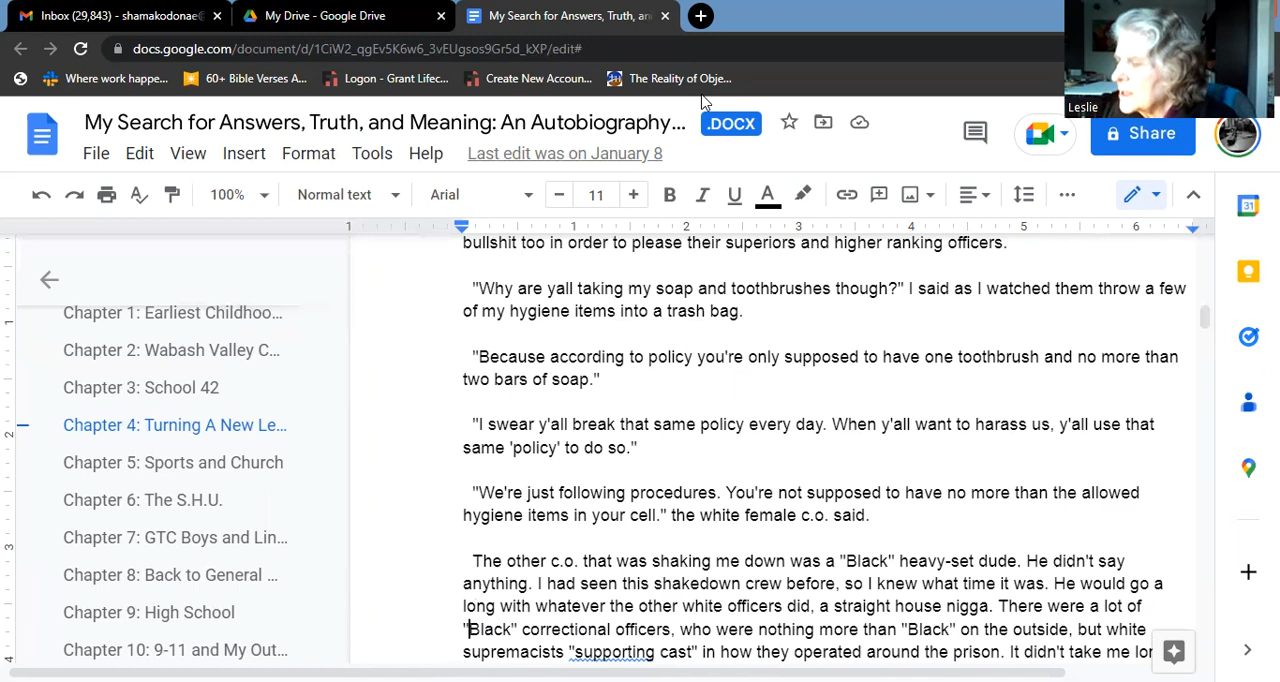 Inbox (29,843) - shamakodonae@
My Drive - Google Drive
My Search for Answers, Truth, an
docs.google.com/document/d/1CiW2_qgEv5K6w6_3vEUgsos9Gr5d_kXP/edit#
Where work happe...
60+ Bible Verses A...
Logon - Grant Lifec...
Create New Accoun...
The Reality of Obje...
Leslie
My Search for Answers, Truth, and Meaning: An Autobiography...
.DOCX
Share
File Edit View Insert Format Tools Help Last edit was on January 8
100% Normal text Arial 11 B I U A
31
1 1 2 3 4 5 6
Chapter 1: Earliest Childhoo...
Chapter 2: Wabash Valley C...
Chapter 3: School 42
Chapter 4: Turning A New Le...
Chapter 5: Sports and Church
Chapter 6: The S.H.U.
Chapter 7: GTC Boys and Lin...
Chapter 8: Back to General ...
Chapter 9: High School
Chapter 10: 9-11 and My Out...
1
2
3
4
bullshit too in order to please their superiors and higher ranking officers.
"Why are yall taking my soap and toothbrushes though?" I said as I watched them throw a few
of my hygiene items into a trash bag.
"Because according to policy you're only supposed to have one toothbrush and no more than
two bars of soap."
"I swear y'all break that same policy every day. When y'all want to harass us, y'all use that
same 'policy' to do so."
"We're just following procedures. You're not supposed to have no more than the allowed
hygiene items in your cell." the white female c.o. said.
The other c.o. that was shaking me down was a "Black" heavy-set dude. He didn't say
anything. I had seen this shakedown crew before, so I knew what time it was. He would go a
long with whatever the other white officers did, a straight house nigga. There were a lot of
"Black" correctional officers, who were nothing more than "Black" on the outside, but white
supremacists "supporting cast" in how they operated around the prison. It didn't take me